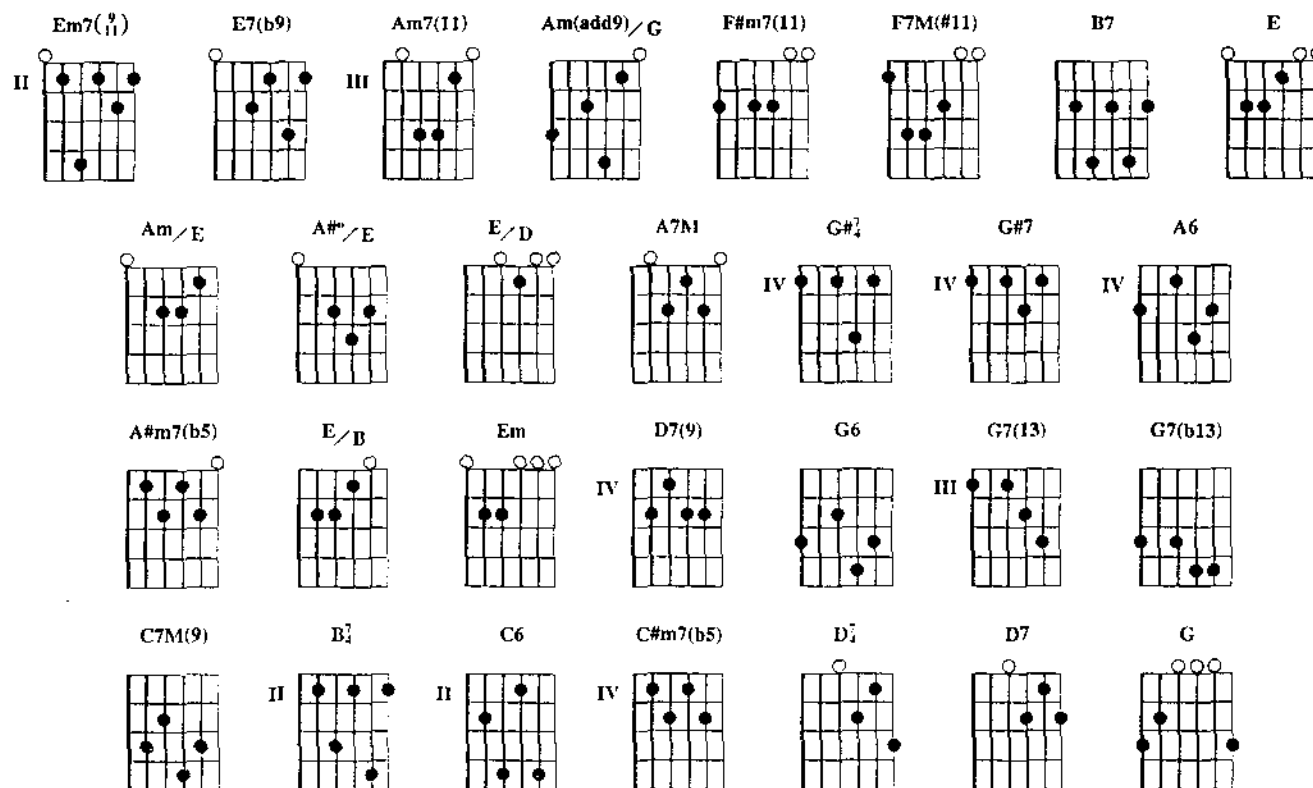 Em7(9/11) E7(b9) Am7(11) Am(add9)/G F#m7(11) F7M(#11) B7 E
II III
Am/E A#°/E E/D A7M G#7/4 G#7 A6
IV IV IV
A#m7(b5) E/B Em D7(9) G6 G7(13) G7(b13)
IV III
C7M(9) B7/4 C6 C#m7(b5) D7/4 D7 G
II II IV